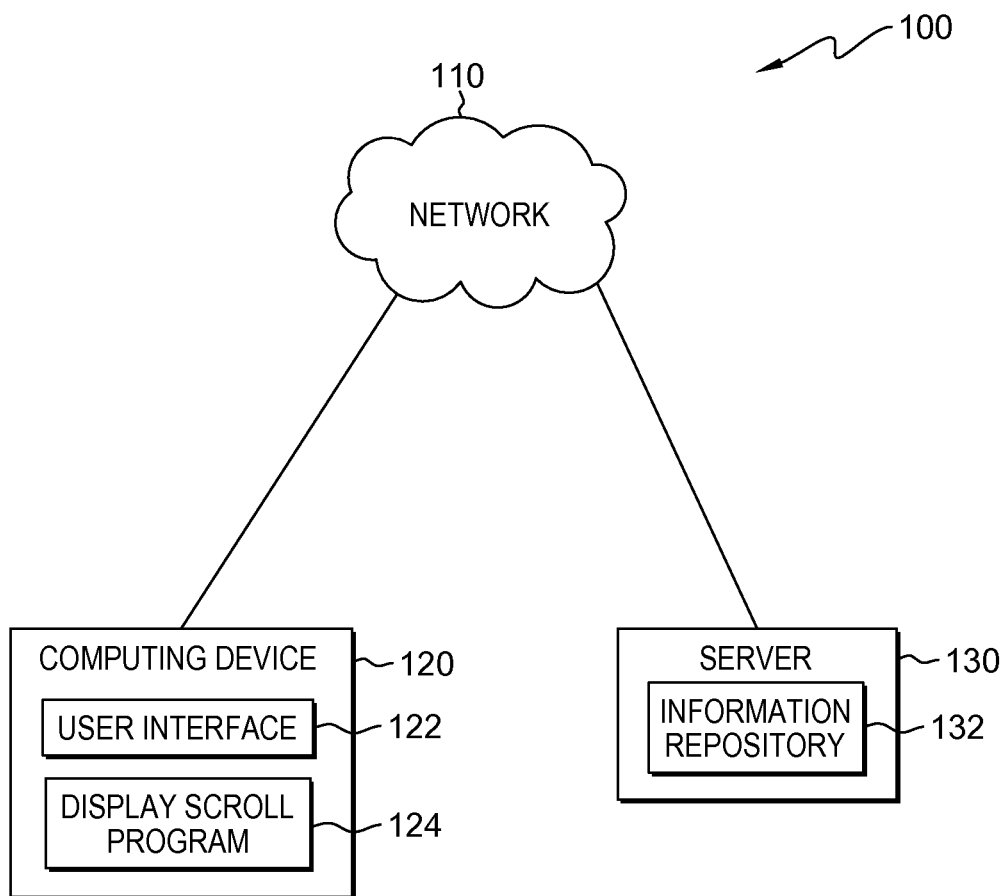 100
110
NETWORK
COMPUTING DEVICE
120
USER INTERFACE
122
DISPLAY SCROLL
PROGRAM
124
SERVER
130
INFORMATION
REPOSITORY
132